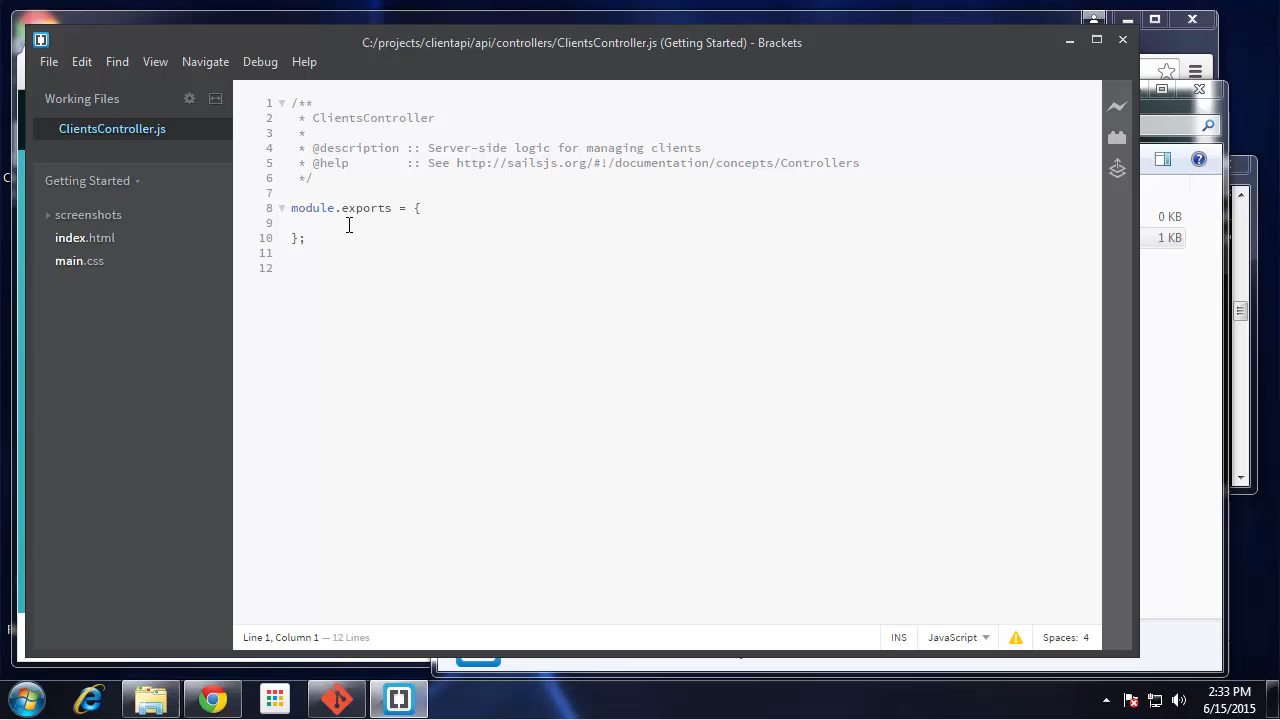 C:/projects/clientapi/api/controllers/ClientsController.js (Getting Started) - Brackets
File Edit Find View Navigate Debug Help
Working Files
ClientsController.js
Getting Started
screenshots
index.html
main.css
1 /**
2 * ClientsController
3 *
4 * @description :: Server-side logic for managing clients
5 * @help :: See http://sailsjs.org/#!/documentation/concepts/Controllers
6 */
7
8 module.exports = {
9
10 };
11
12
0 KB
1 KB
Line 1, Column 1 — 12 Lines
INS JavaScript Spaces: 4
2:33 PM
6/15/2015